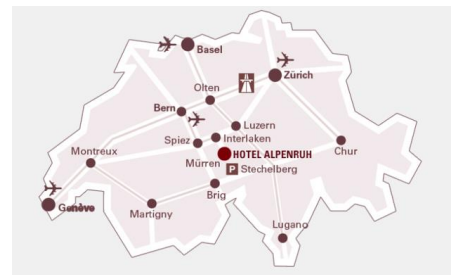 Basel
Zürich
Olten
Bern
Luzern
Interlaken
Spiez
Montreux
HOTEL ALPENRUH
Chur
Mürren
P Stechelberg
Brig
Genève
Martigny
Lugano